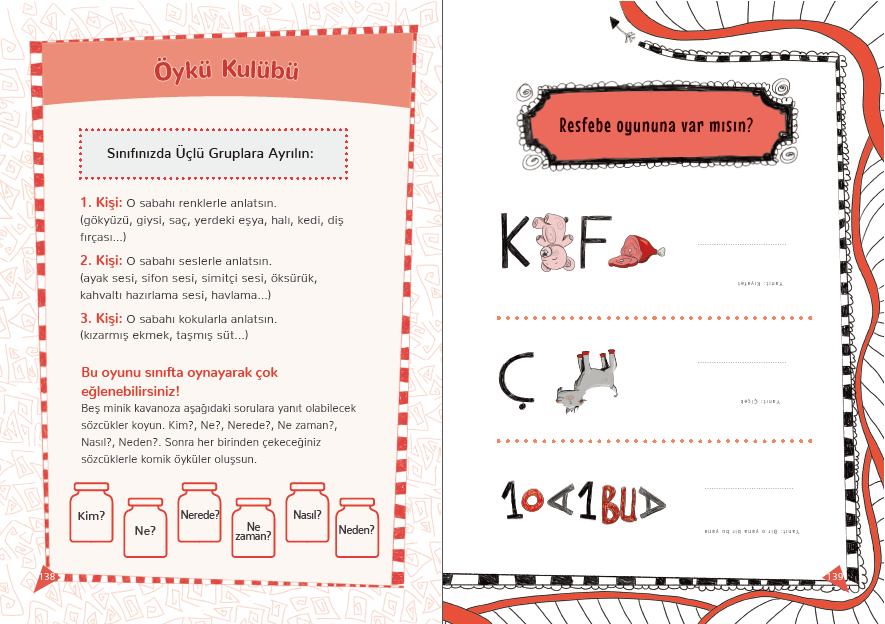 Öykü Kulübü
Sınıfınızda Üçlü Gruplara Ayrılın:
1. Kişi: O sabahı renklerle anlatsın.
(gökyüzü, giysi, saç, yerdeki eşya, halı, kedi, diş
fırçası...)
2. Kişi: O sabahı seslerle anlatsın.
(ayak sesi, sifon sesi, simitçi sesi, öksürük,
kahvaltı hazırlama sesi, havlama...)
3. Kişi: O sabahı kokularla anlatsın.
(kızarmış ekmek, taşmış süt...)
Bu oyunu sınıfta oynayarak çok
eğlenebilirsiniz!
Beş minik kavanoza aşağıdaki sorulara yanıt olabilecek
sözcükler koyun. Kim?, Ne?, Nerede?, Ne zaman?,
Nasıl?, Neden?. Sonra her birinden çekeceğiniz
sözcüklerle komik öyküler oluşsun.
Kim?
Ne?
Nerede?
Ne
zaman?
Nasıl?
Neden?
138
Resfebe oyununa var mısın?
K F
Yanıt: Kıyafet
Ç
Yanıt: Çiçek
1OA1BUA
Yanıt: Bir o yana bir bu yana
139